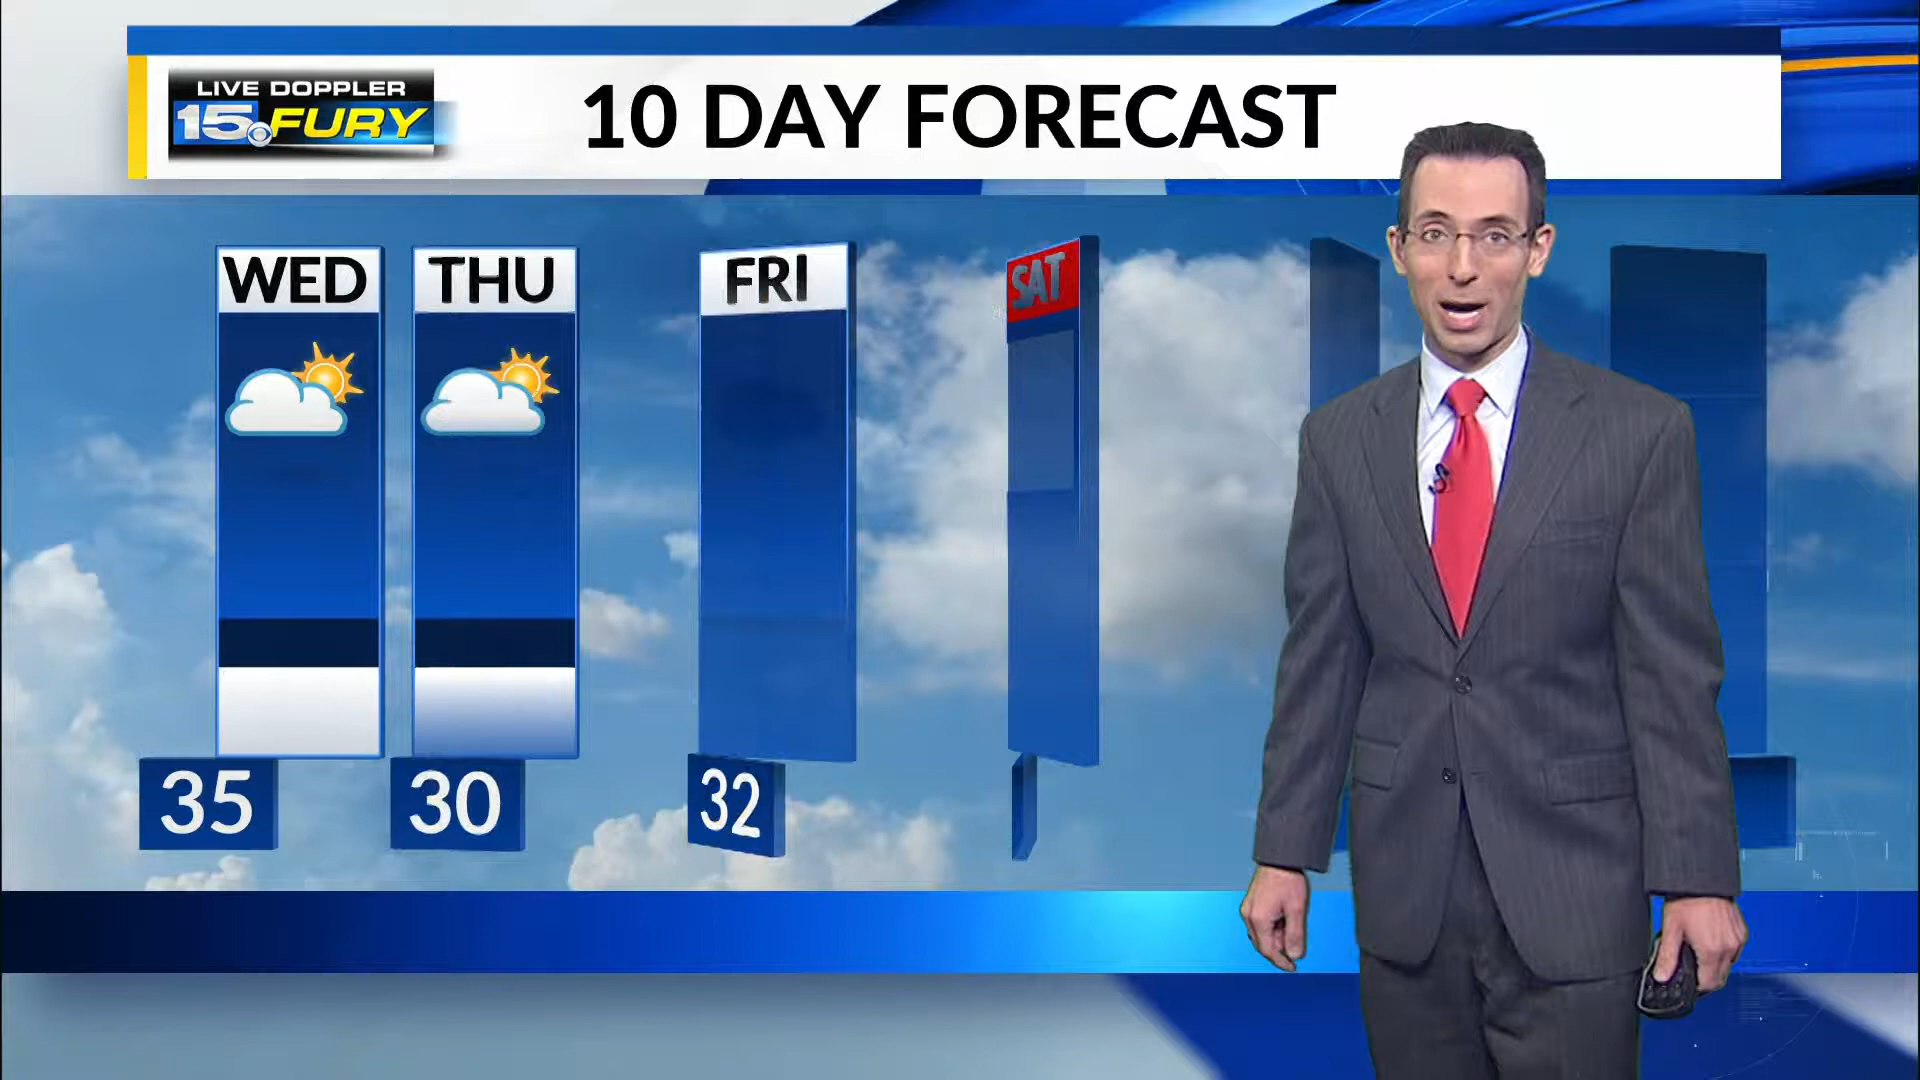 LIVE DOPPLER
15 FURY
10 DAY FORECAST
WED
THU
FRI
SAT
35
30
32